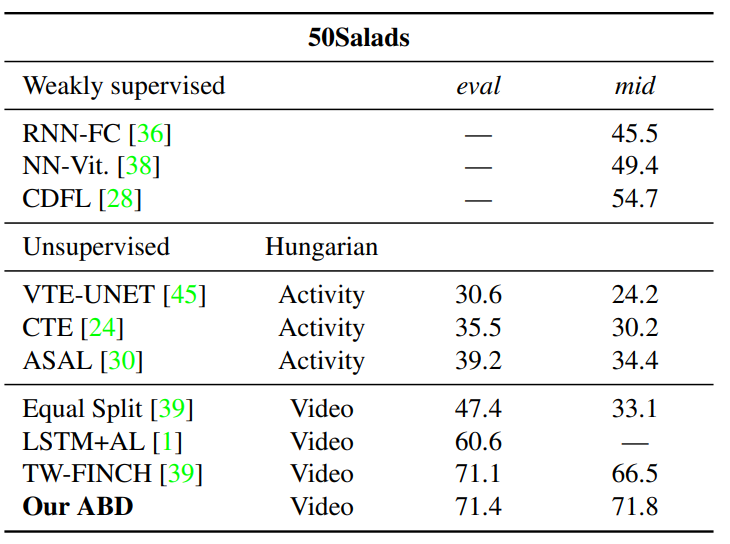 50Salads
Weakly supervised eval mid
RNN-FC [36] — 45.5
NN-Vit. [38] — 49.4
CDFL [28] — 54.7
Unsupervised Hungarian
VTE-UNET [45] Activity 30.6 24.2
CTE [24] Activity 35.5 30.2
ASAL [30] Activity 39.2 34.4
Equal Split [39] Video 47.4 33.1
LSTM+AL [1] Video 60.6 —
TW-FINCH [39] Video 71.1 66.5
Our ABD Video 71.4 71.8